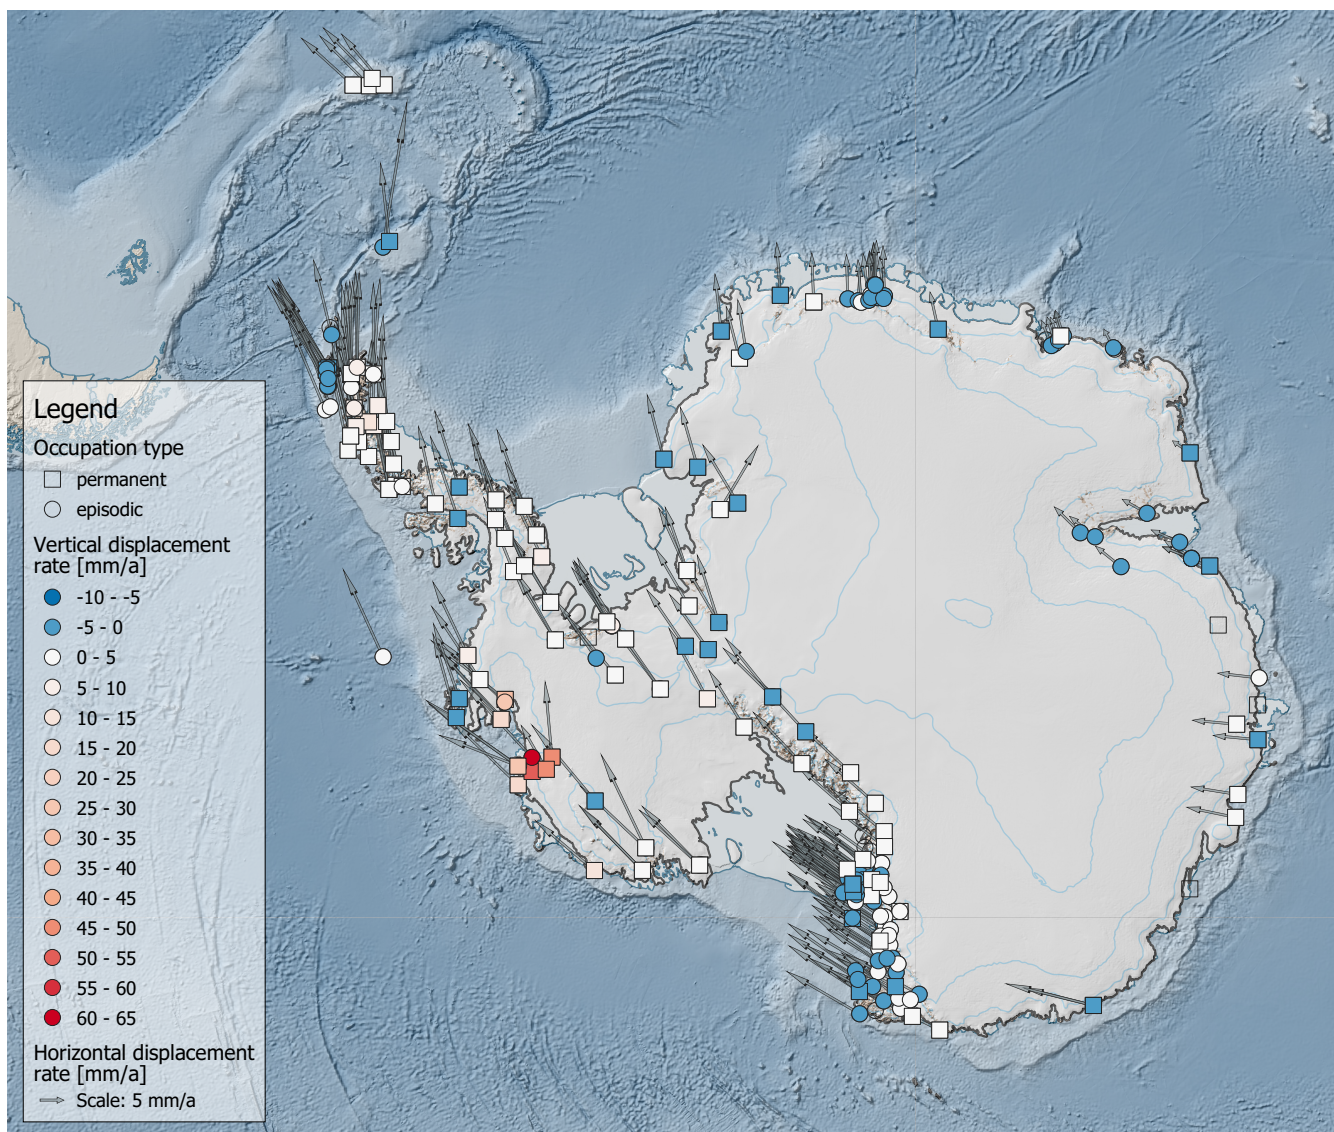 Legend
Occupation type
permanent
episodic
Vertical displacement
rate [mm/a]
-10 - -5
-5 - 0
0 - 5
5 - 10
10 - 15
15 - 20
20 - 25
25 - 30
30 - 35
35 - 40
40 - 45
45 - 50
50 - 55
55 - 60
60 - 65
Horizontal displacement
rate [mm/a]
Scale: 5 mm/a